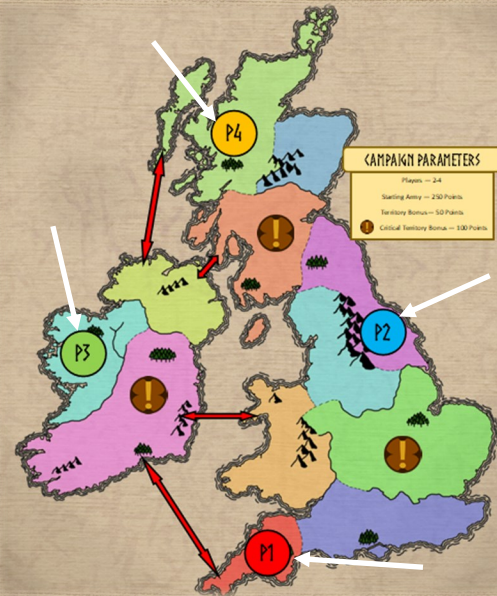 P4
CAMPAIGN PARAMETERS
Players — 2-4
Starting Army — 250 Points
Territory Bonus — 50 Points
! Critical Territory Bonus — 100 Points
!
P2
P3
!
!
P1